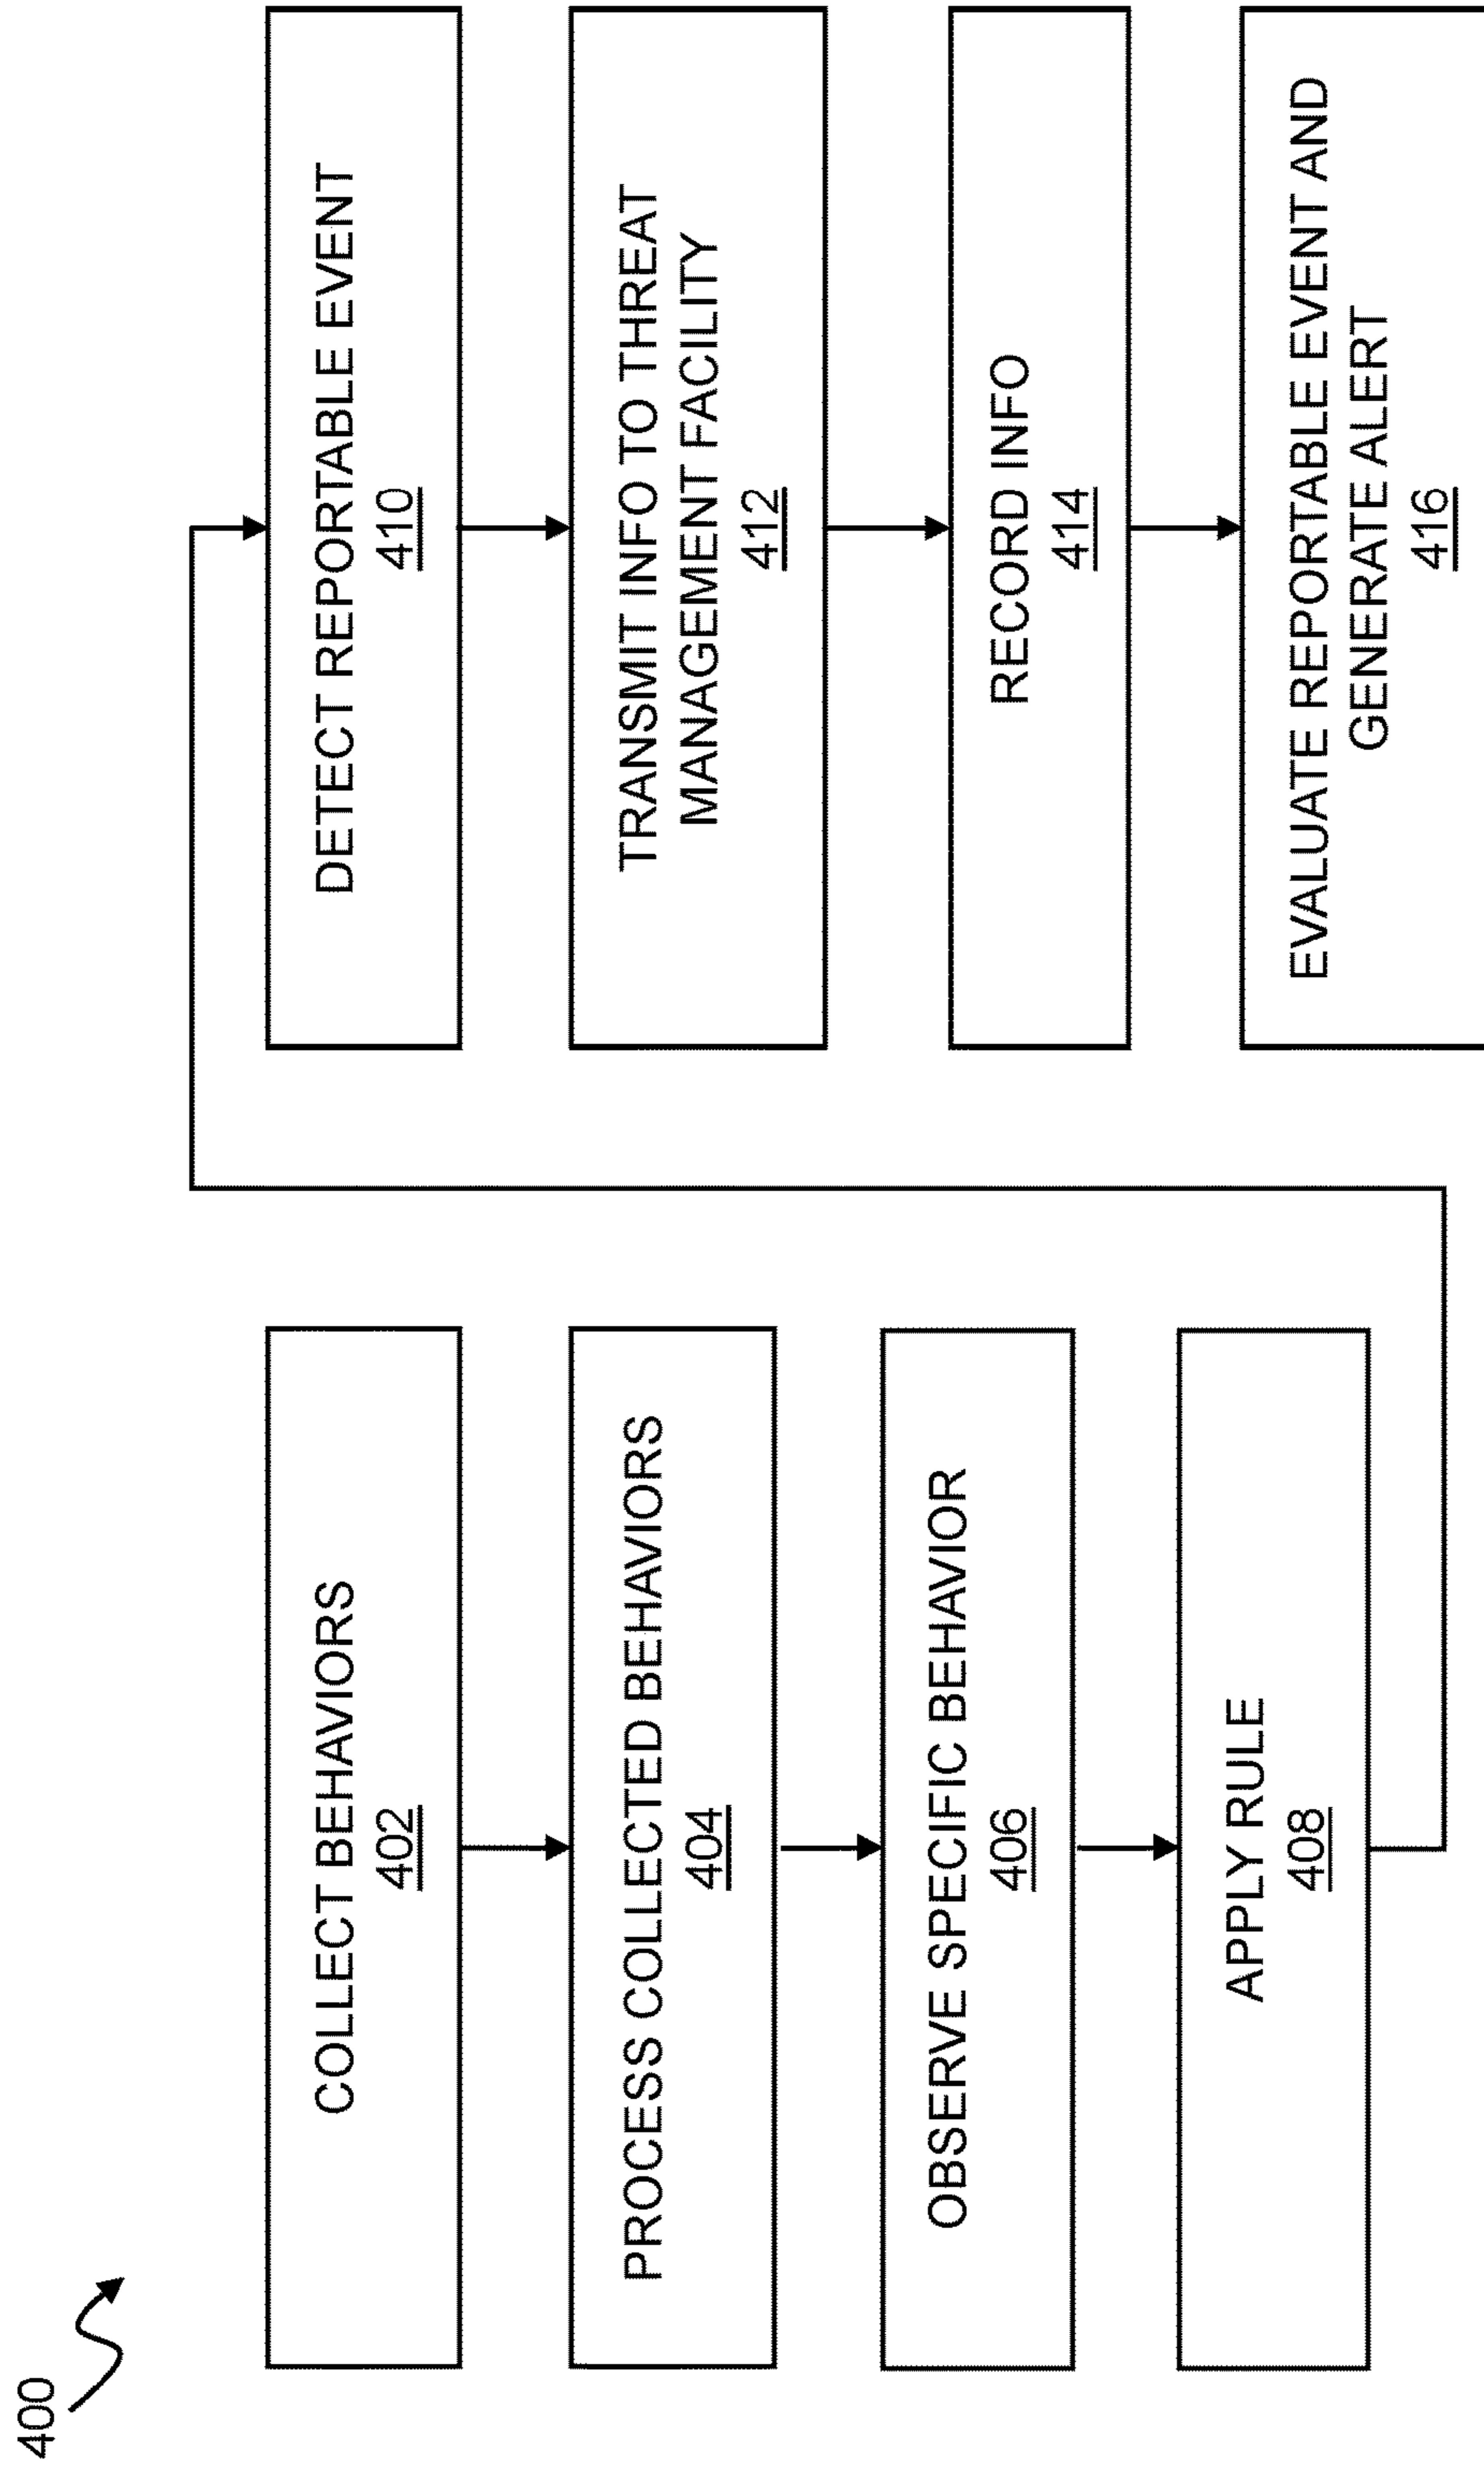 400
COLLECT BEHAVIORS
402
PROCESS COLLECTED BEHAVIORS
404
OBSERVE SPECIFIC BEHAVIOR
406
APPLY RULE
408
DETECT REPORTABLE EVENT
410
TRANSMIT INFO TO THREAT
MANAGEMENT FACILITY
412
RECORD INFO
414
EVALUATE REPORTABLE EVENT AND
GENERATE ALERT
416